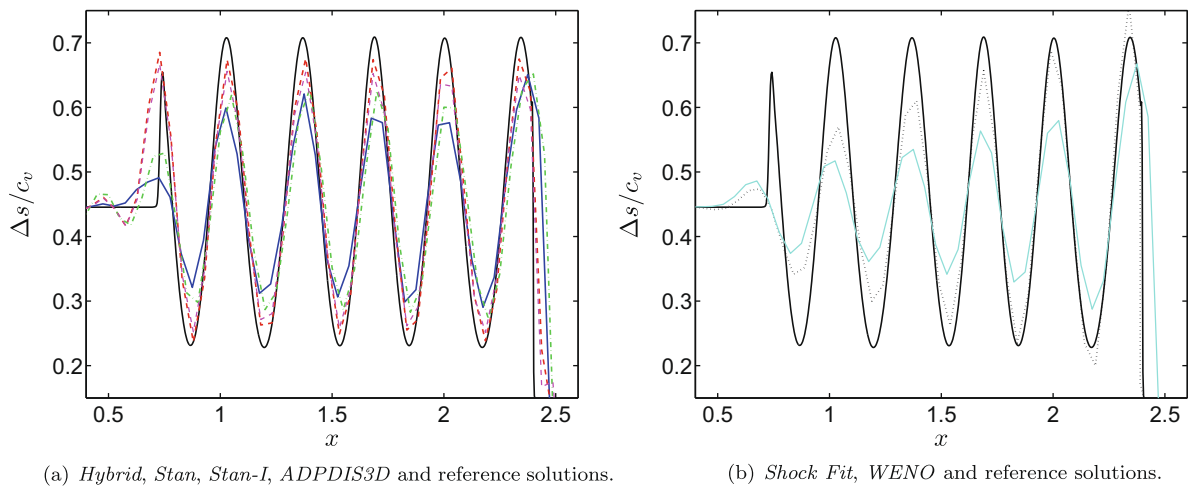 0.7
0.6
0.5
0.4
0.3
0.2
Δs/c_v
0.5 1 1.5 2 2.5
x
(a) Hybrid, Stan, Stan-I, ADPDIS3D and reference solutions.
0.7
0.6
0.5
0.4
0.3
0.2
Δs/c_v
0.5 1 1.5 2 2.5
x
(b) Shock Fit, WENO and reference solutions.